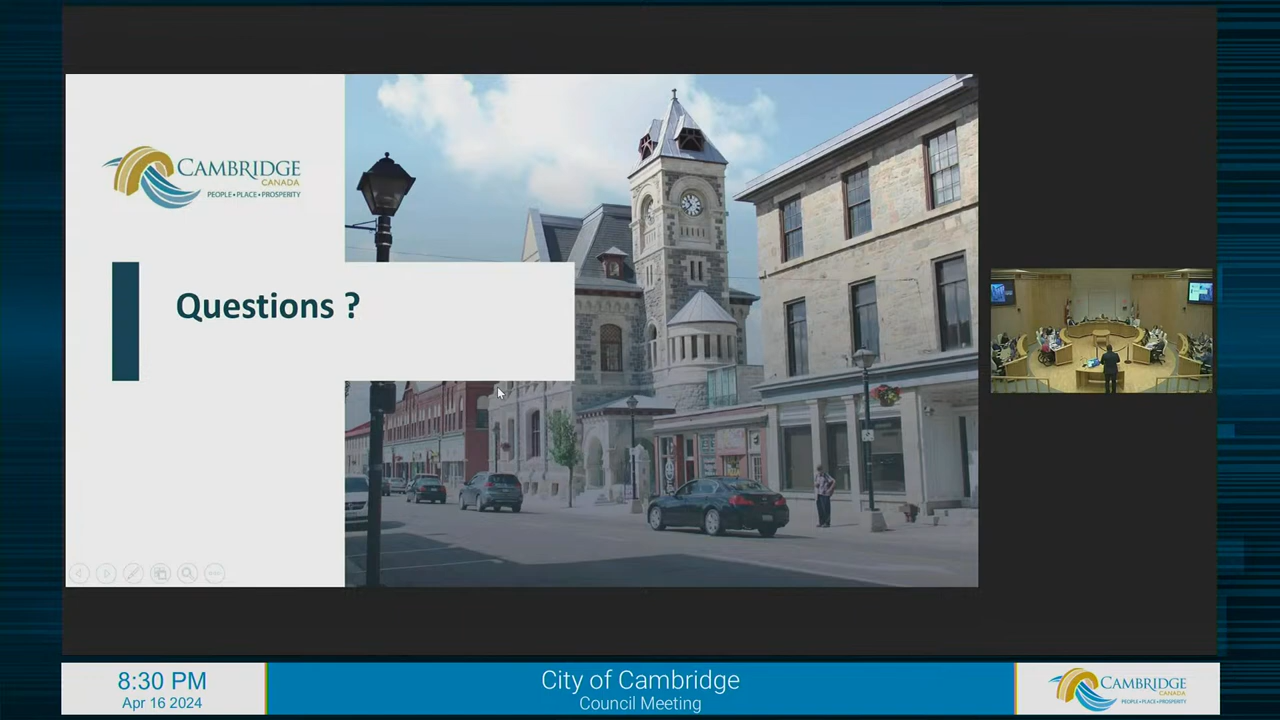 CAMBRIDGE
CANADA
PEOPLE•PLACE•PROSPERITY
Questions ?
8:30 PM
Apr 16 2024
City of Cambridge
Council Meeting
CAMBRIDGE
CANADA
PEOPLE•PLACE•PROSPERITY